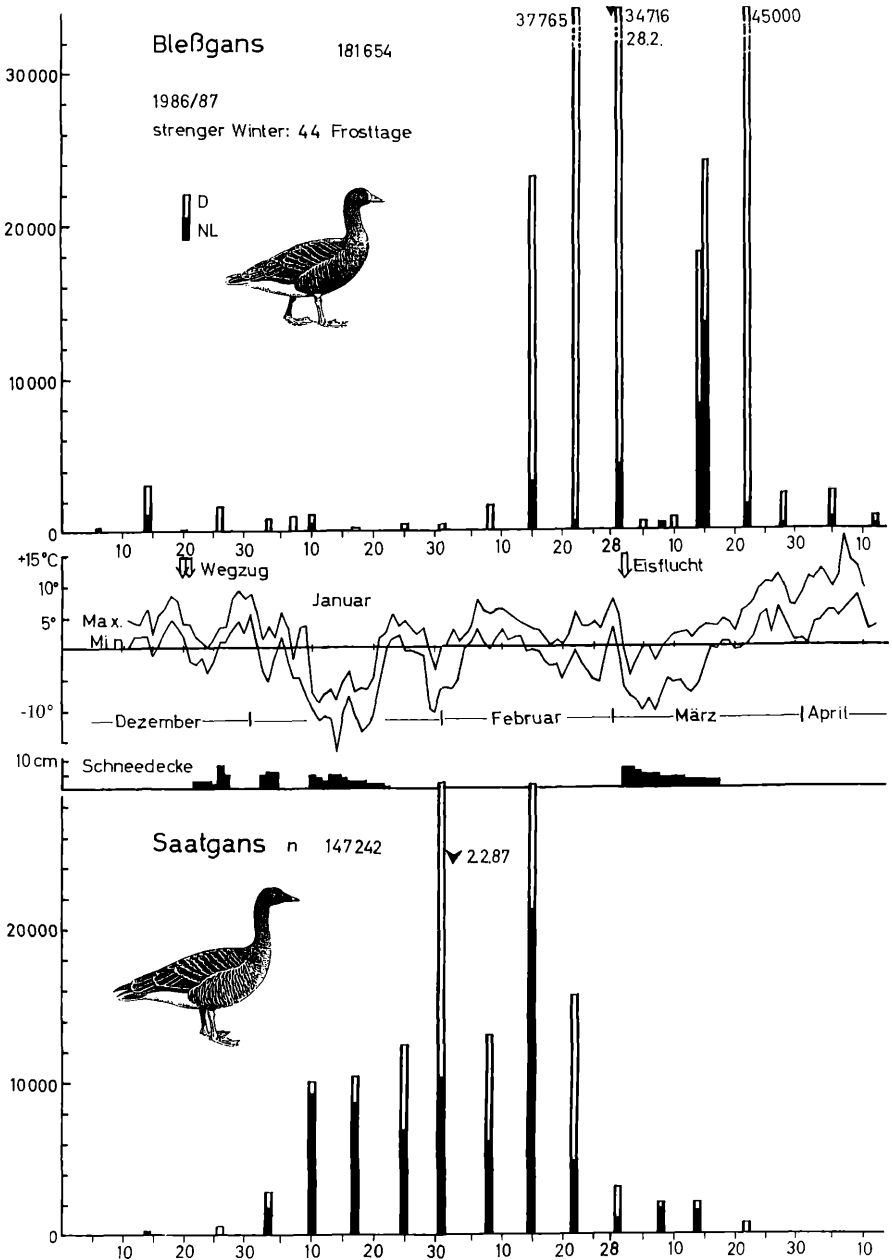 37765 34716 45000
28.2.
Bleßgans 181654
30000
1986/87
strenger Winter: 44 Frosttage
D
NL
20000
10000
0
10 20 30 10 20 30 10 20 28 10 20 30 10
+15°C Wegzug Eisflucht
10° Januar
5° Max.
Min. 0
-10°
Dezember Februar März April
10 cm Schneedecke
Saatgans n 147242
2.2.87
20000
10000
0
10 20 30 10 20 30 10 20 28 10 20 30 10